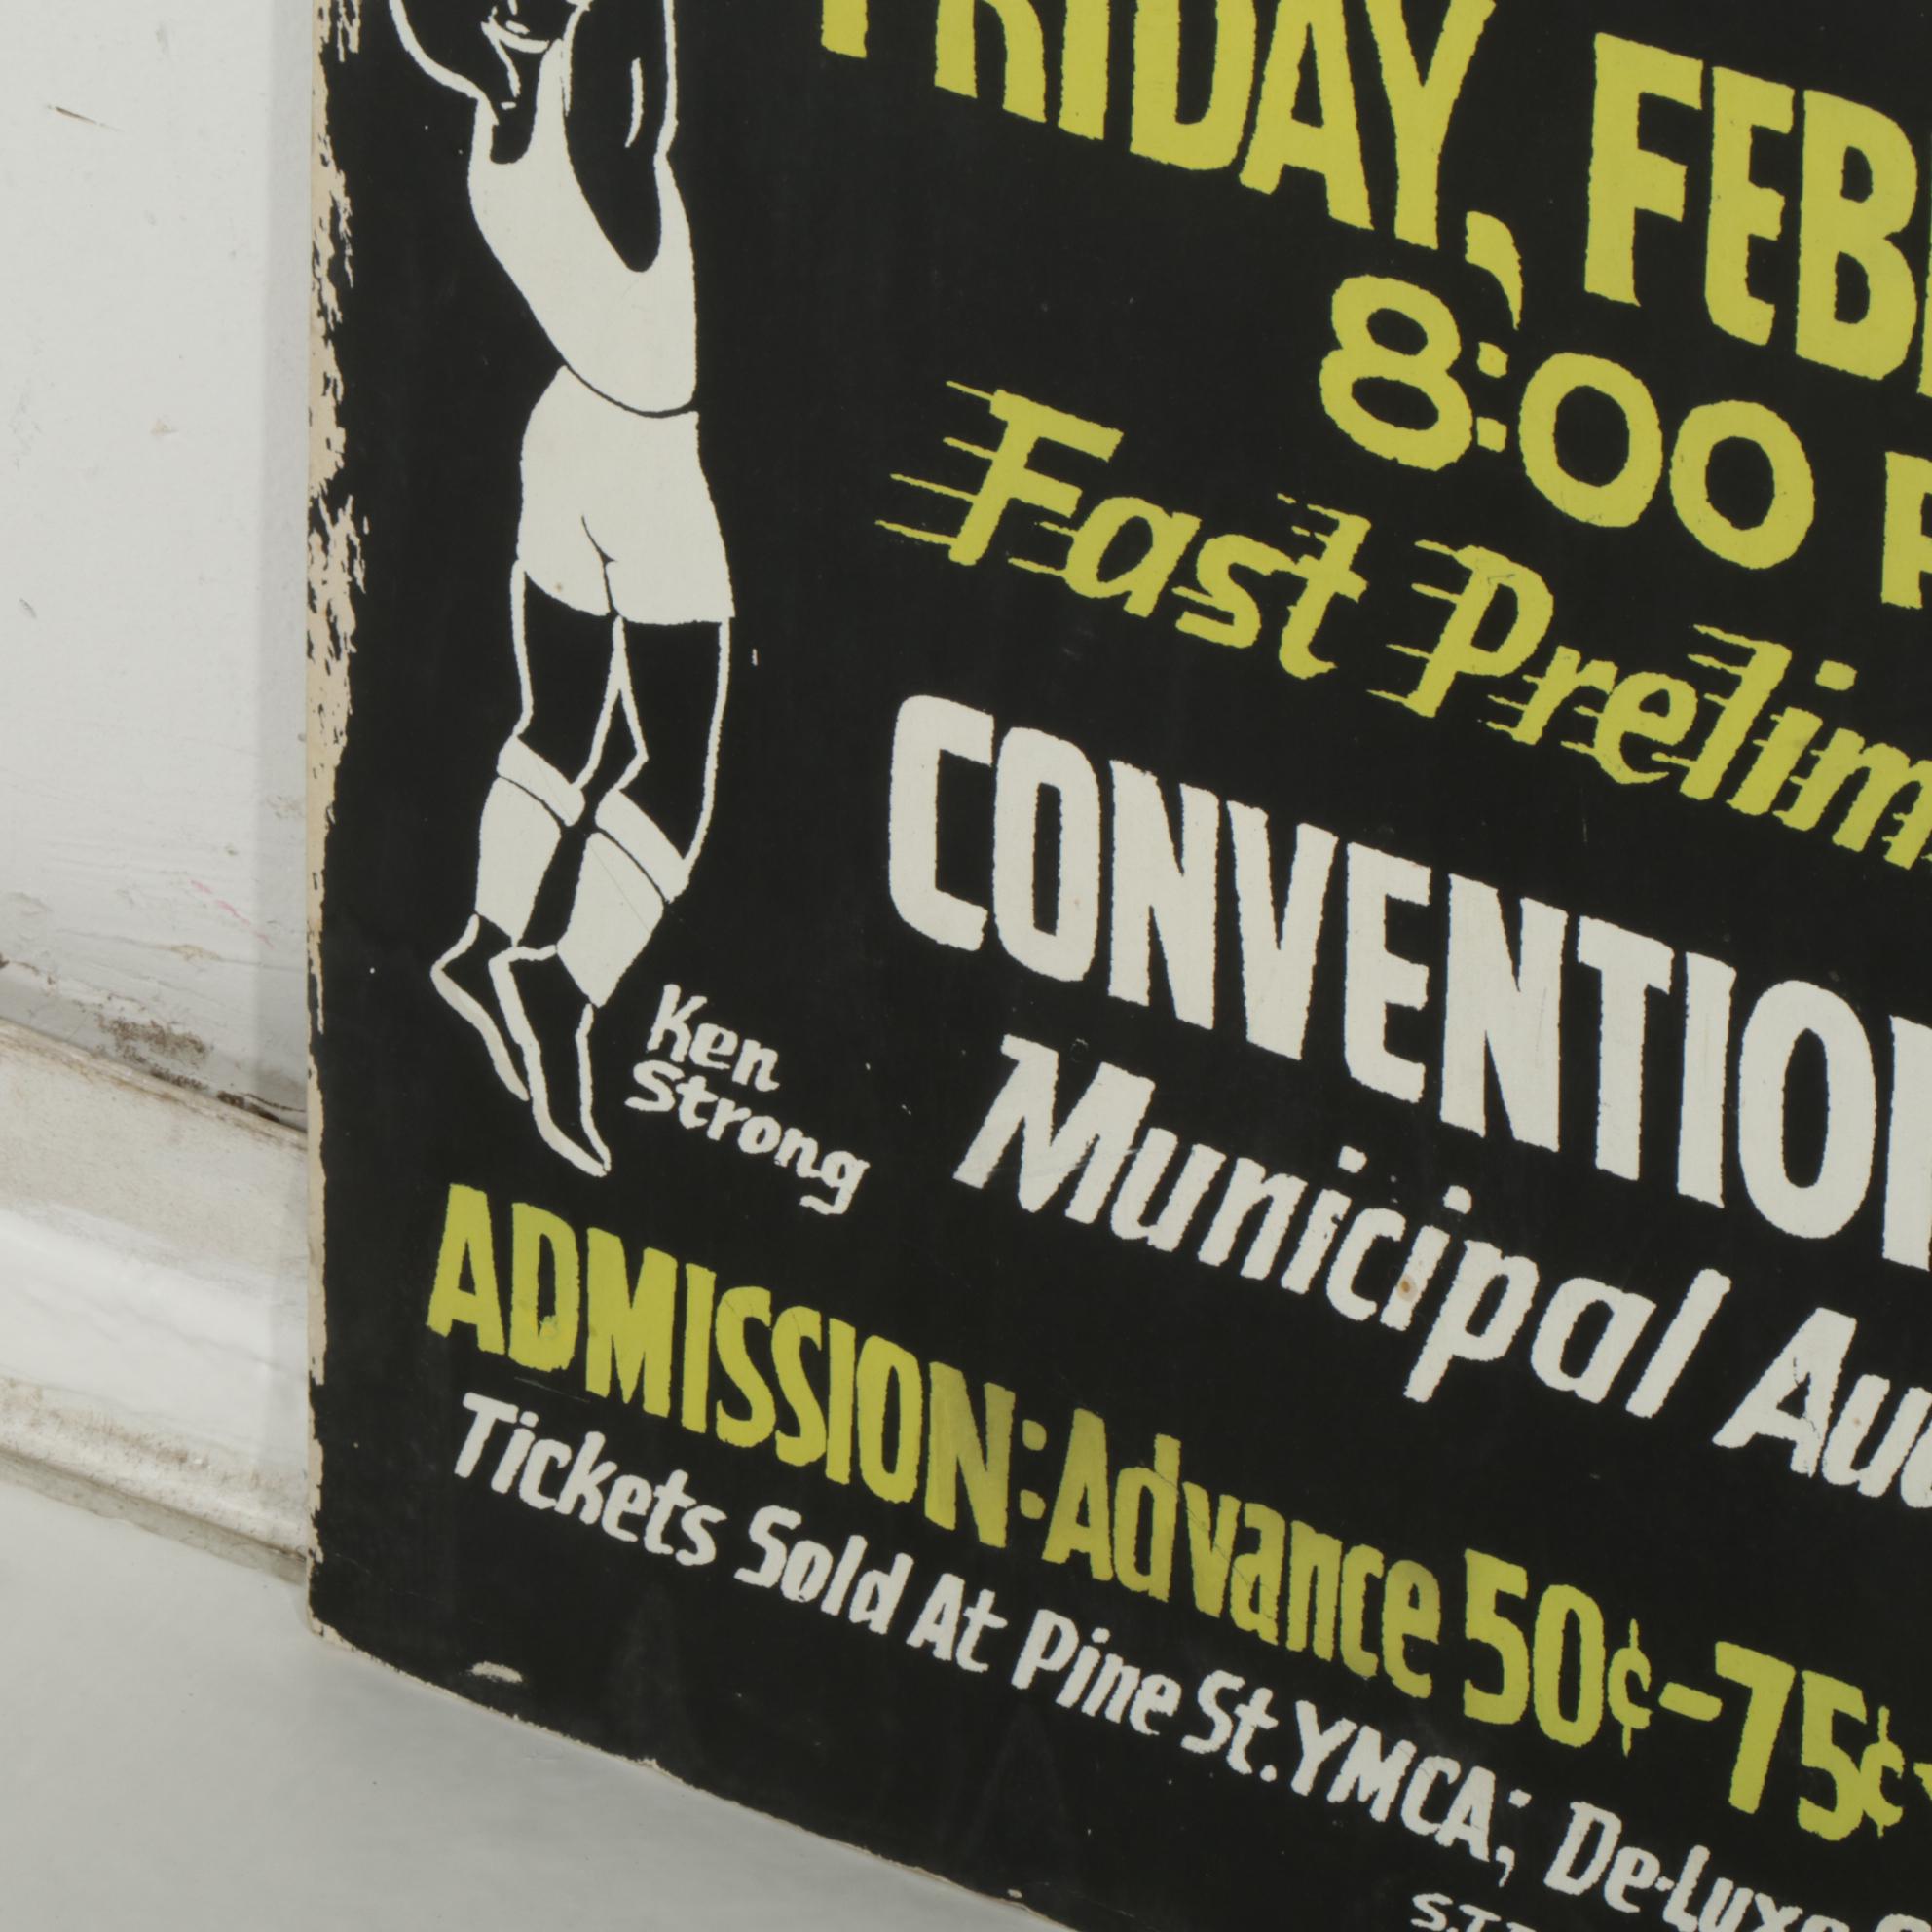 FRIDAY, FEB
8:00 P
Fast Prelim
CONVENTION
Municipal Au
Ken
Strong
ADMISSION: Advance 50¢-75¢
Tickets Sold At Pine St. YMCA; De-Luxe
S.T.